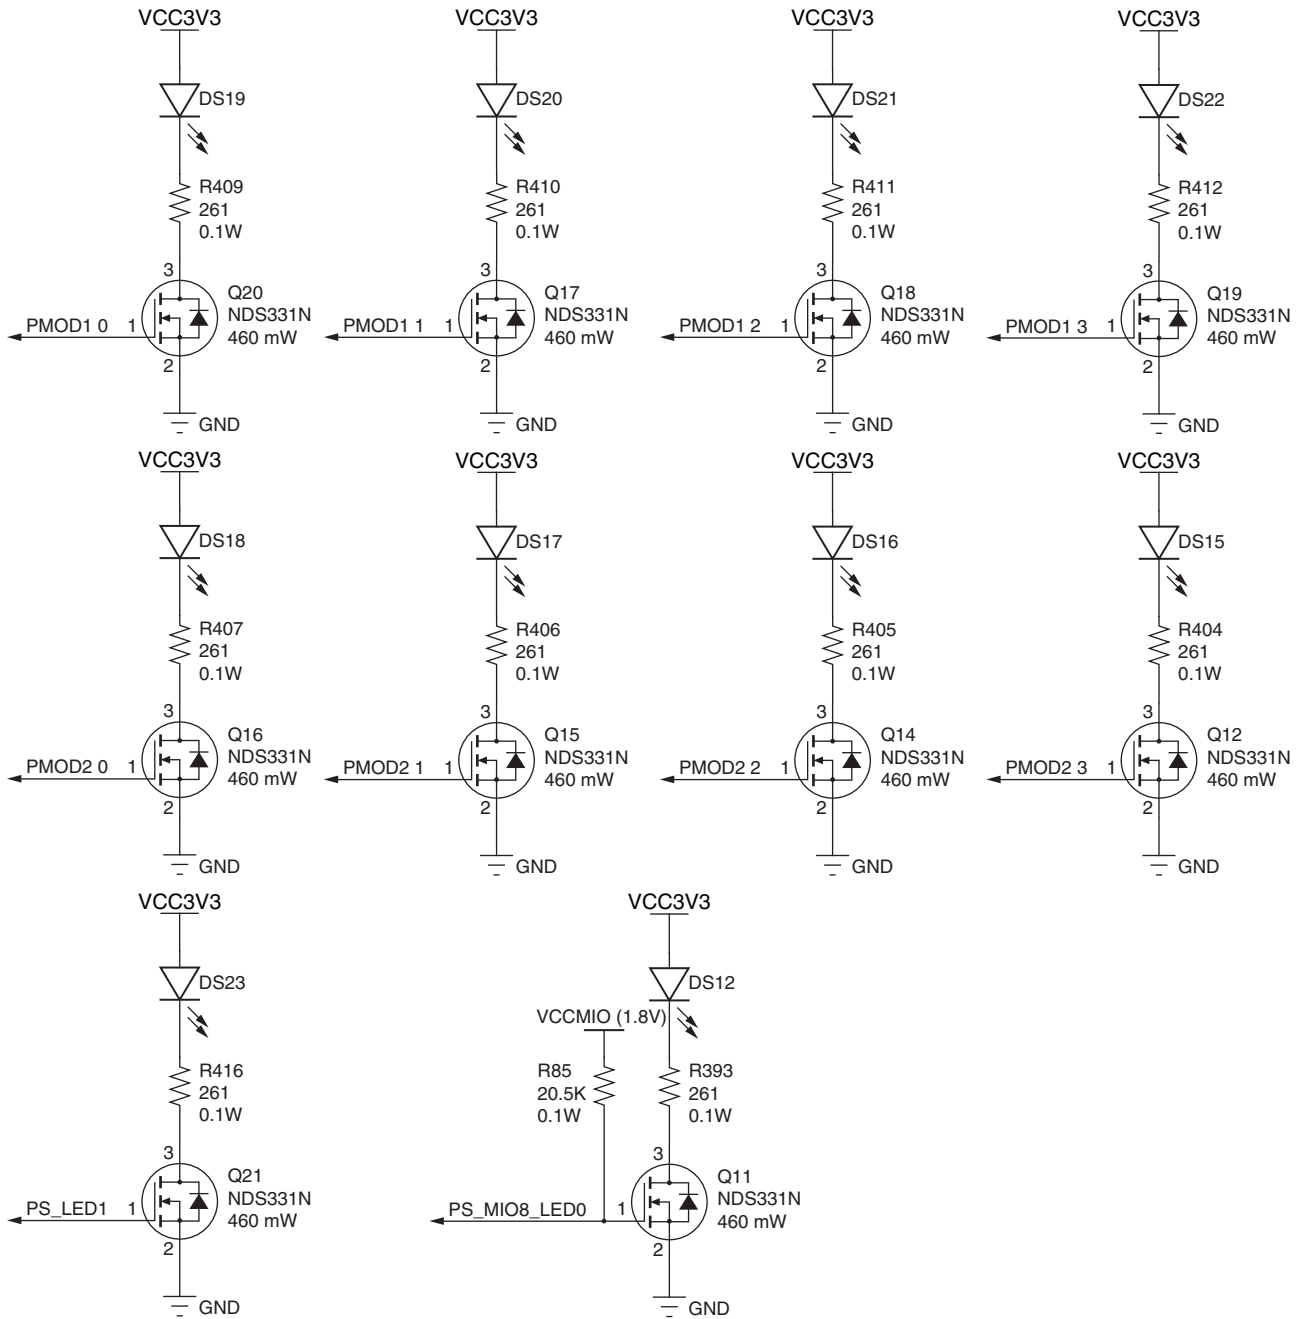 VCC3V3
DS19
R409
261
0.1W
3
Q20
NDS331N
460 mW
PMOD1 0
1
2
GND
VCC3V3
DS20
R410
261
0.1W
3
Q17
NDS331N
460 mW
PMOD1 1
1
2
GND
VCC3V3
DS21
R411
261
0.1W
3
Q18
NDS331N
460 mW
PMOD1 2
1
2
GND
VCC3V3
DS22
R412
261
0.1W
3
Q19
NDS331N
460 mW
PMOD1 3
1
2
GND
VCC3V3
DS18
R407
261
0.1W
3
Q16
NDS331N
460 mW
PMOD2 0
1
2
GND
VCC3V3
DS17
R406
261
0.1W
3
Q15
NDS331N
460 mW
PMOD2 1
1
2
GND
VCC3V3
DS16
R405
261
0.1W
3
Q14
NDS331N
460 mW
PMOD2 2
1
2
GND
VCC3V3
DS15
R404
261
0.1W
3
Q12
NDS331N
460 mW
PMOD2 3
1
2
GND
VCC3V3
DS23
R416
261
0.1W
3
Q21
NDS331N
460 mW
PS_LED1
1
2
GND
VCC3V3
DS12
VCCMIO (1.8V)
R85
20.5K
0.1W
R393
261
0.1W
3
Q11
NDS331N
460 mW
PS_MIO8_LED0
1
2
GND